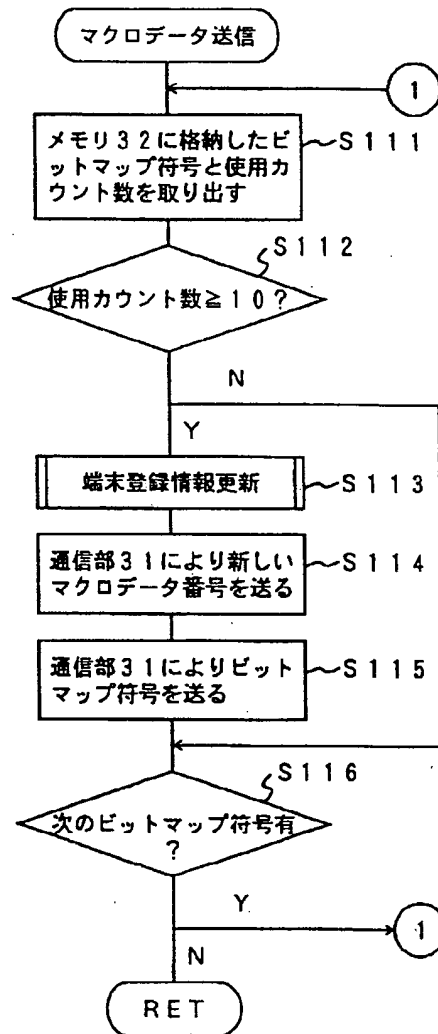 マクロデータ送信
1
メモリ32に格納したビ
ットマップ符号と使用カ
ウント数を取り出す
S111
S112
使用カウント数≧10?
N
Y
端末登録情報更新
S113
通信部31により新しい
マクロデータ番号を送る
S114
通信部31によりビット
マップ符号を送る
S115
S116
次のビットマップ符号有
?
Y
1
N
RET